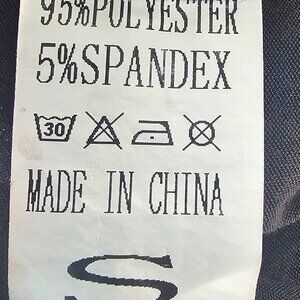 95%POLYESTER
5%SPANDEX
30
MADE IN CHINA
S